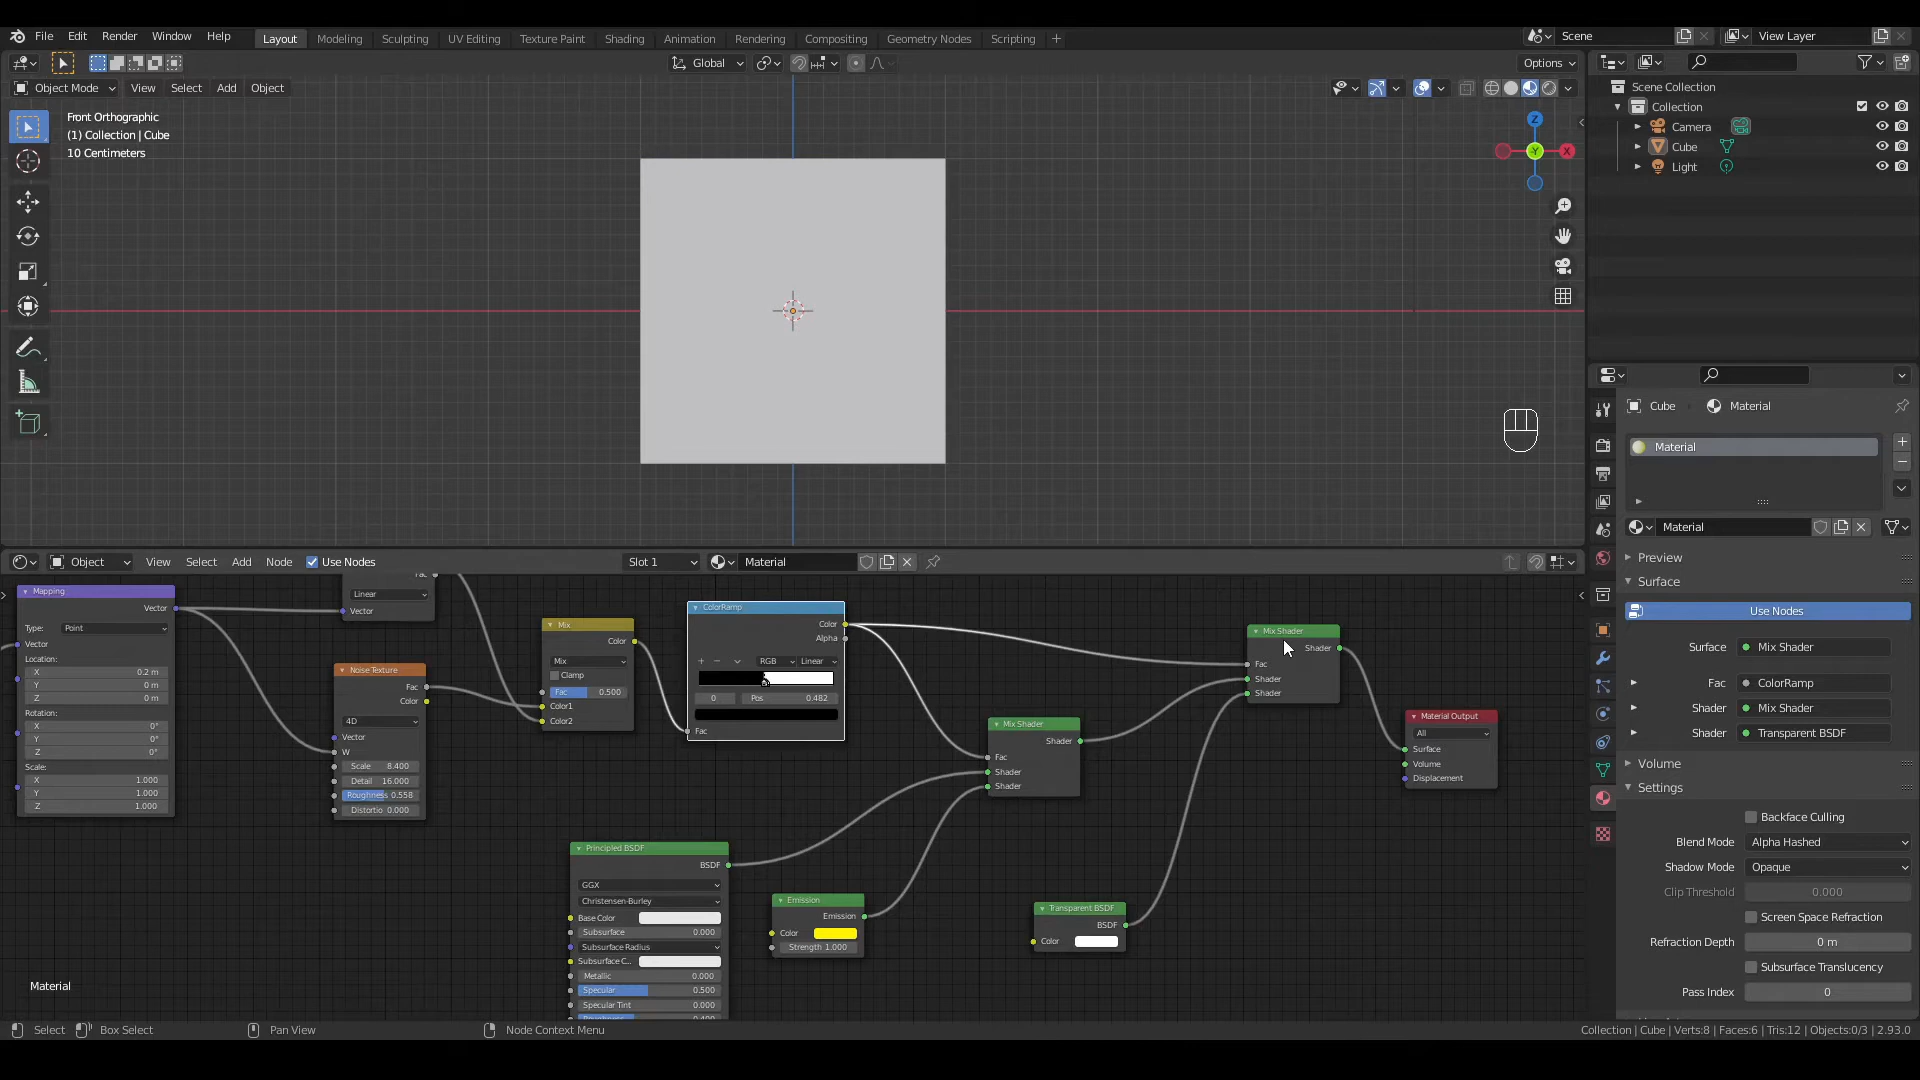 File Edit Render Window Help Layout Modeling Sculpting UV Editing Texture Paint Shading Animation Rendering Compositing Geometry Nodes Scripting + Scene View Layer
Global Options
Object Mode View Select Add Object
Front Orthographic
(1) Collection | Cube
10 Centimeters
Z
Y
X
Scene Collection
Collection
Camera
Cube
Light
Cube Material
Material
Material
Preview
Surface
Use Nodes
Surface Mix Shader
Fac ColorRamp
Shader Mix Shader
Shader Transparent BSDF
Volume
Settings
Backface Culling
Blend Mode Alpha Hashed
Shadow Mode Opaque
Clip Threshold 0.000
Screen Space Refraction
Refraction Depth 0 m
Subsurface Translucency
Pass Index 0
Object View Select Add Node Use Nodes Slot 1 Material
Mapping
Vector
Type: Point
Vector
Location:
X 0.2 m
Y 0 m
Z 0 m
Rotation:
X 0°
Y 0°
Z 0°
Scale:
X 1.000
Y 1.000
Z 1.000
Fac
Linear
Vector
Noise Texture
Fac
Color
4D
Vector
W
Scale 8.400
Detail 16.000
Roughness 0.558
Distortio 0.000
Mix
Color
Mix
Clamp
Fac 0.500
Color1
Color2
ColorRamp
Color
Alpha
+ − RGB Linear
0 Pos 0.482
Fac
Principled BSDF
BSDF
GGX
Christensen-Burley
Base Color
Subsurface 0.000
Subsurface Radius
Subsurface C...
Metallic 0.000
Specular 0.500
Specular Tint 0.000
Emission
Emission
Color
Strength 1.000
Mix Shader
Shader
Fac
Shader
Shader
Transparent BSDF
BSDF
Color
Mix Shader
Shader
Fac
Shader
Shader
Material Output
All
Surface
Volume
Displacement
Material
Select Box Select Pan View Node Context Menu Collection | Cube | Verts:8 | Faces:6 | Tris:12 | Objects:0/3 | 2.93.0